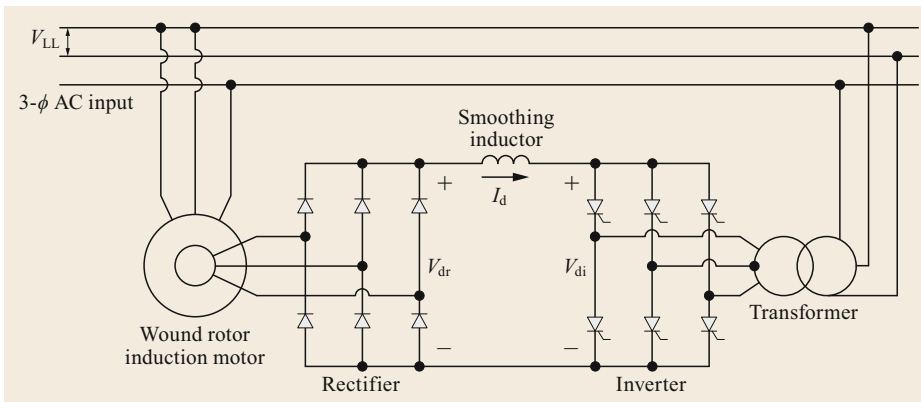 V_LL
3-ϕ AC input
Smoothing
inductor
+
I_d
+
V_dr
V_di
Transformer
Wound rotor
induction motor
−
−
Rectifier
Inverter